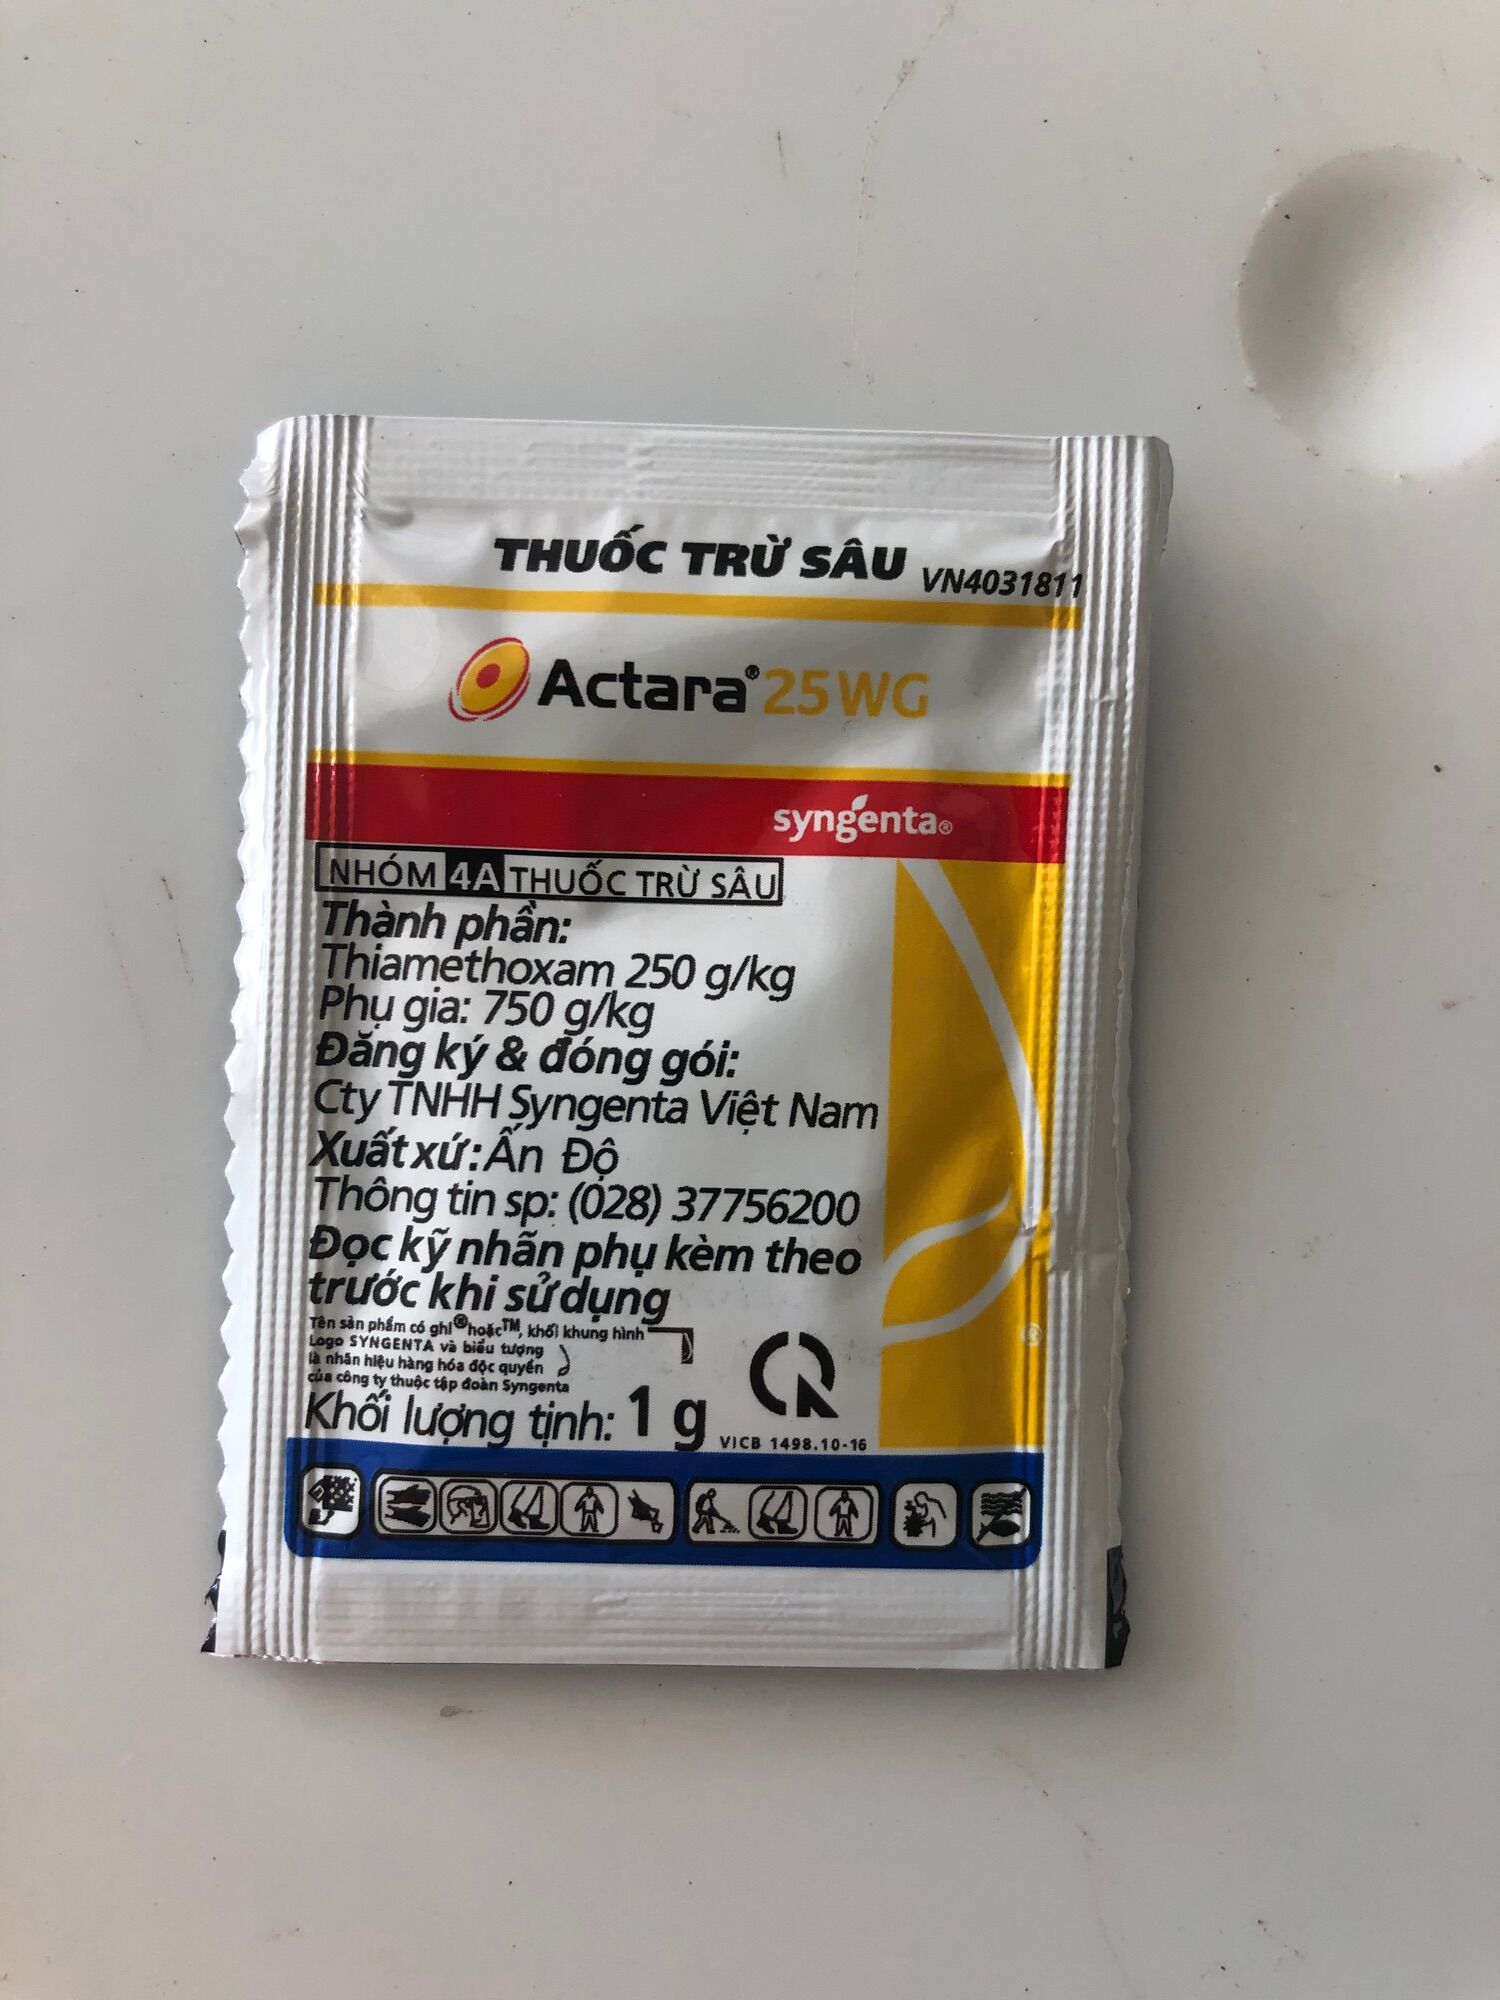 THUỐC TRỪ SÂU VN4031811
Actara® 25WG
syngenta®
NHÓM 4A THUỐC TRỪ SÂU
Thành phần:
Thiamethoxam 250 g/kg
Phụ gia: 750 g/kg
Đăng ký & đóng gói:
Cty TNHH Syngenta Việt Nam
Xuất xứ: Ấn Độ
Thông tin sp: (028) 37756200
Đọc kỹ nhãn phụ kèm theo
trước khi sử dụng
Tên sản phẩm có ghi ® hoặc ™, khối khung hình
Logo SYNGENTA và biểu tượng
là nhãn hiệu hàng hóa độc quyền
của công ty thuộc tập đoàn Syngenta
Khối lượng tịnh: 1 g
VICB 1498.10-16
®